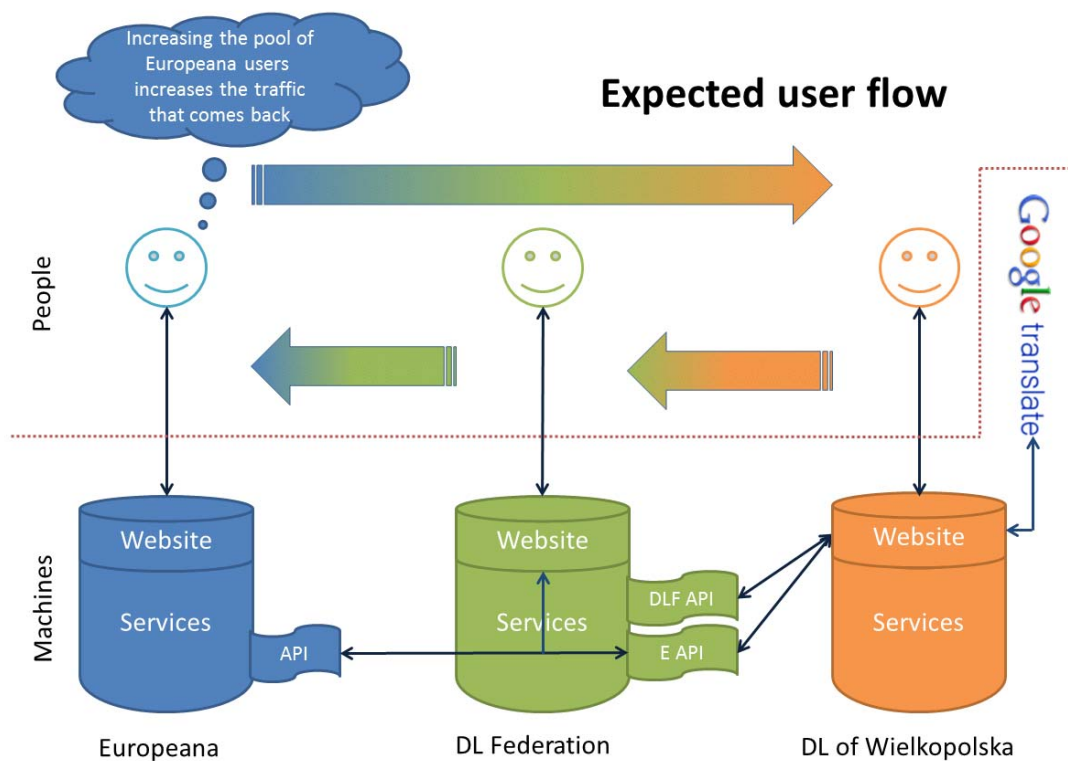 Increasing the pool of
Europeana users
increases the traffic
that comes back
Expected user flow
People
Google translate
Machines
Website
Services
API
Website
Services
DLF API
E API
Website
Services
Europeana
DL Federation
DL of Wielkopolska